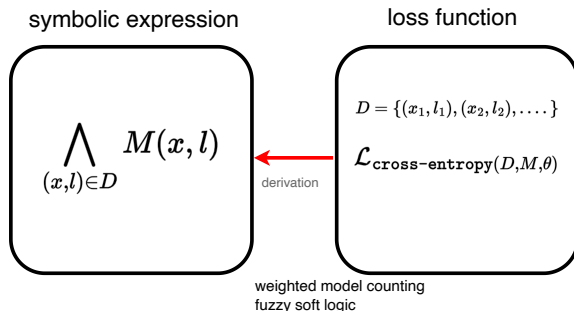 symbolic expression
loss function
⋀ M(x, l)
(x,l)∈D
D = {(x₁, l₁), (x₂, l₂), . . . .}
ℒcross-entropy(D,M,θ)
derivation
weighted model counting
fuzzy soft logic